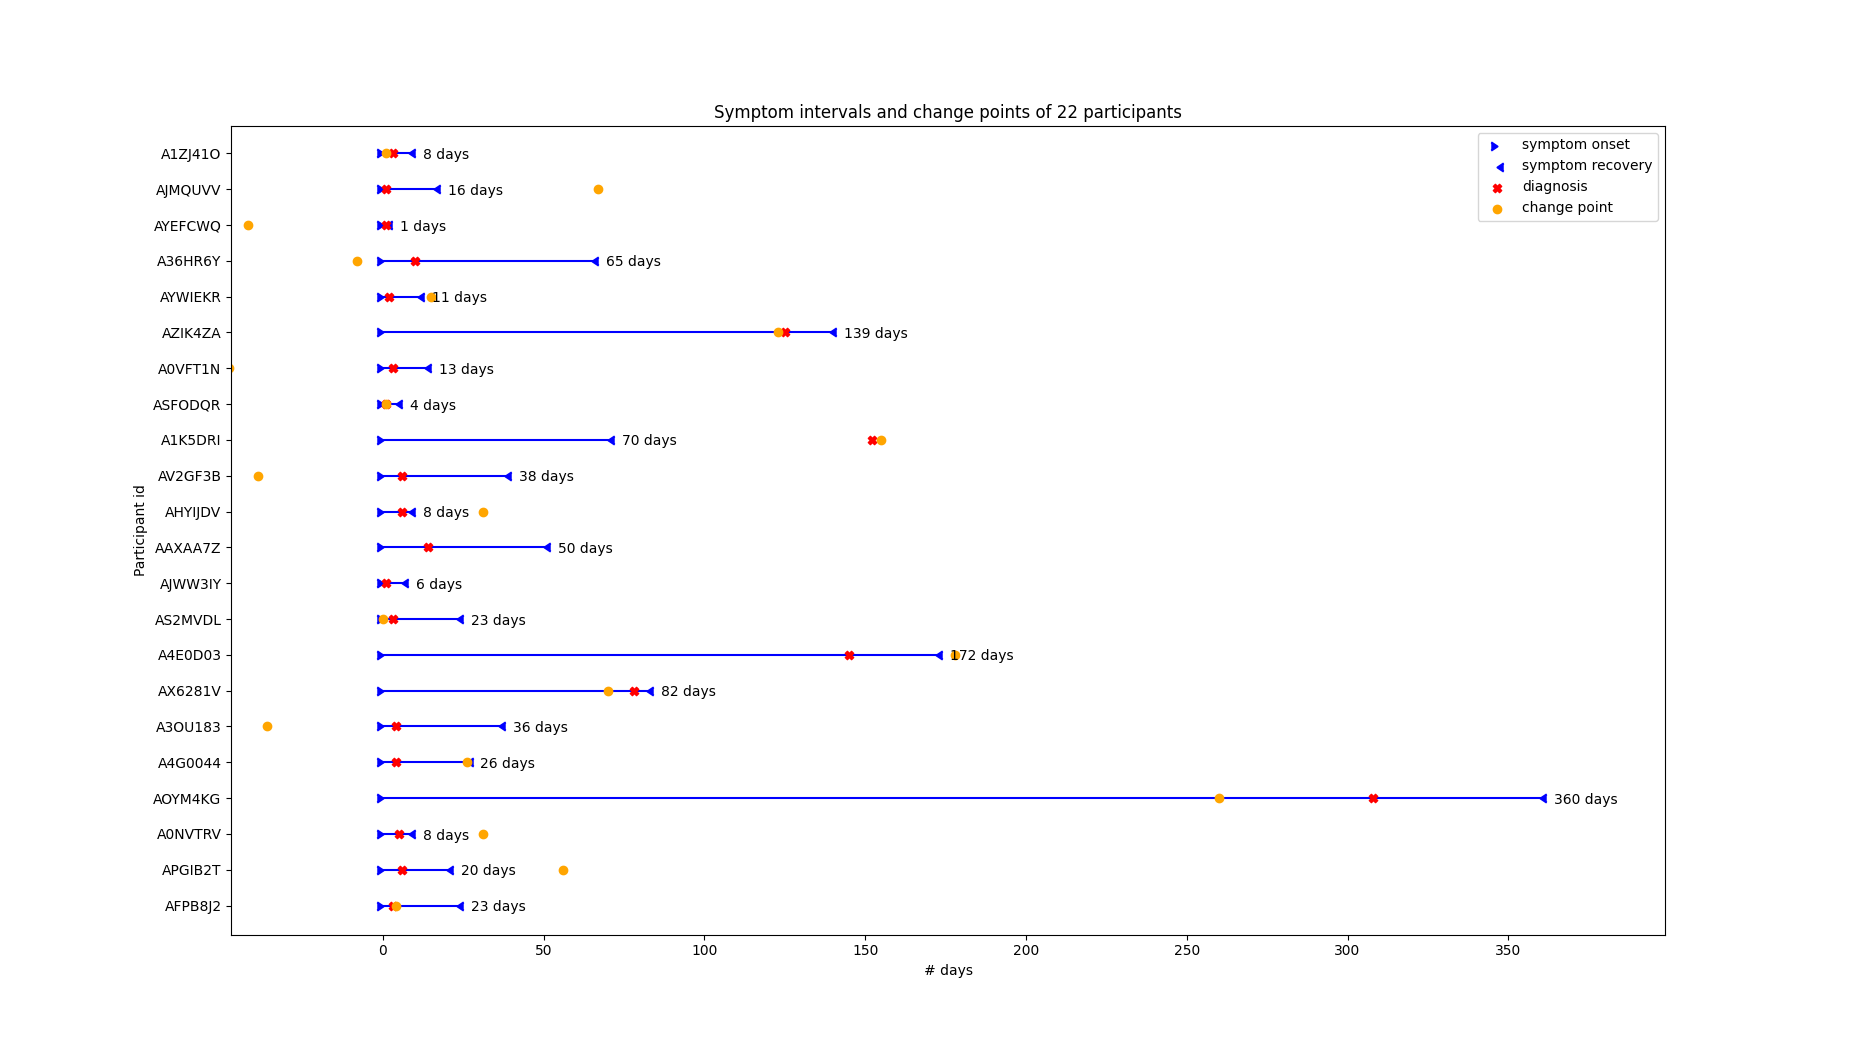 Symptom intervals and change points of 22 participants
symptom onset
symptom recovery
diagnosis
change point
Participant id
A1ZJ41O 8 days
AJMQUVV 16 days
AYEFCWQ 1 days
A36HR6Y 65 days
AYWIEKR 11 days
AZIK4ZA 139 days
A0VFT1N 13 days
ASFODQR 4 days
A1K5DRI 70 days
AV2GF3B 38 days
AHYIJDV 8 days
AAXAA7Z 50 days
AJWW3IY 6 days
AS2MVDL 23 days
A4E0D03 172 days
AX6281V 82 days
A3OU183 36 days
A4G0044 26 days
AOYM4KG 360 days
A0NVTRV 8 days
APGIB2T 20 days
AFPB8J2 23 days
0 50 100 150 200 250 300 350
# days